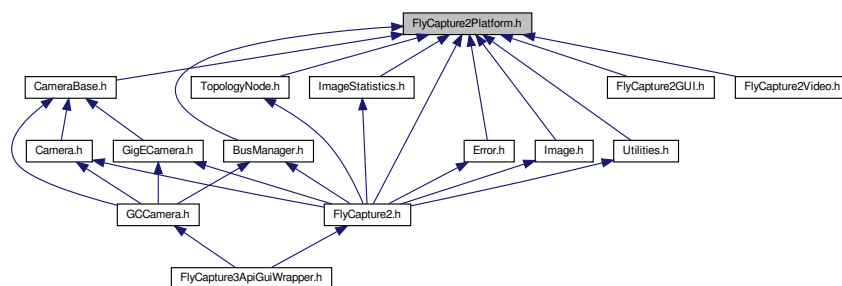 FlyCapture2Platform.h
CameraBase.h
TopologyNode.h
ImageStatistics.h
FlyCapture2GUI.h
FlyCapture2Video.h
Camera.h
GigECamera.h
BusManager.h
Error.h
Image.h
Utilities.h
GCCamera.h
FlyCapture2.h
FlyCapture3ApiGuiWrapper.h